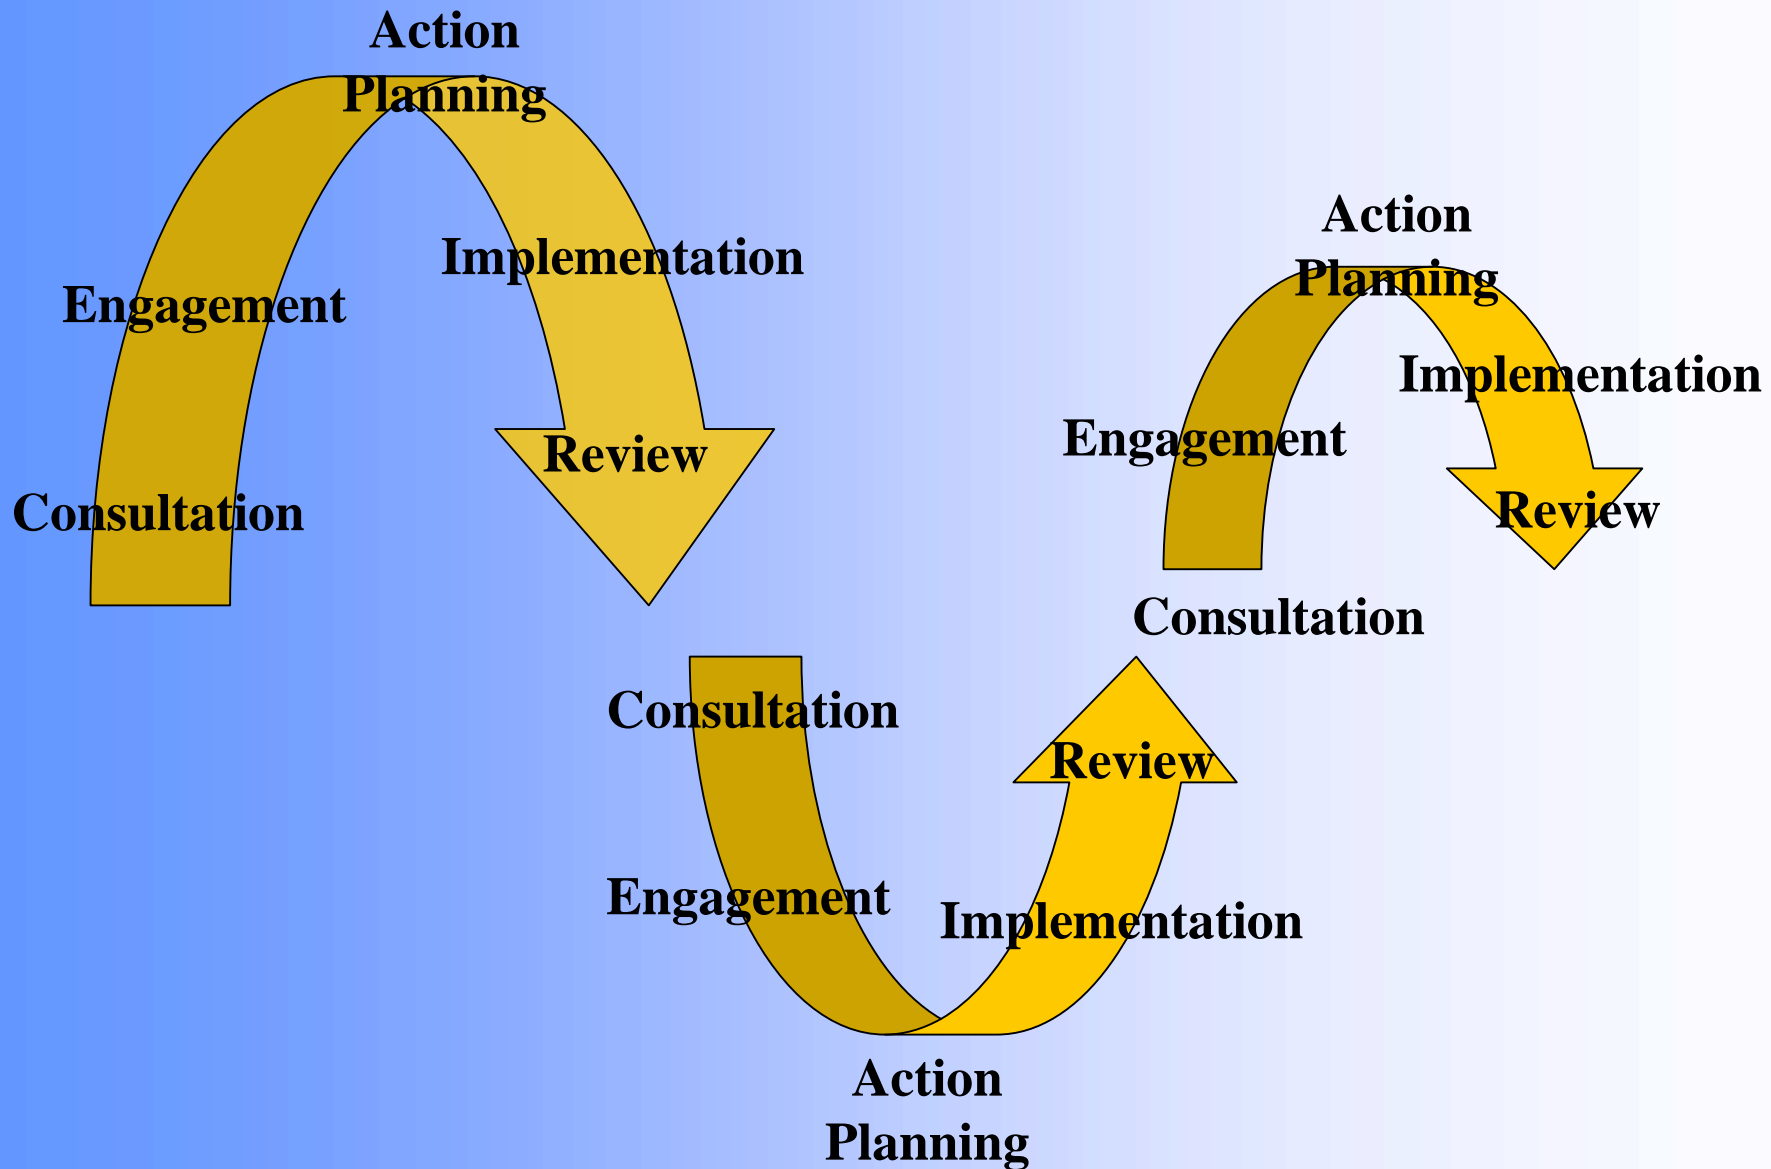 Action
Planning
Implementation
Engagement
Review
Consultation
Consultation
Review
Engagement
Implementation
Action
Planning
Action
Planning
Implementation
Engagement
Review
Consultation